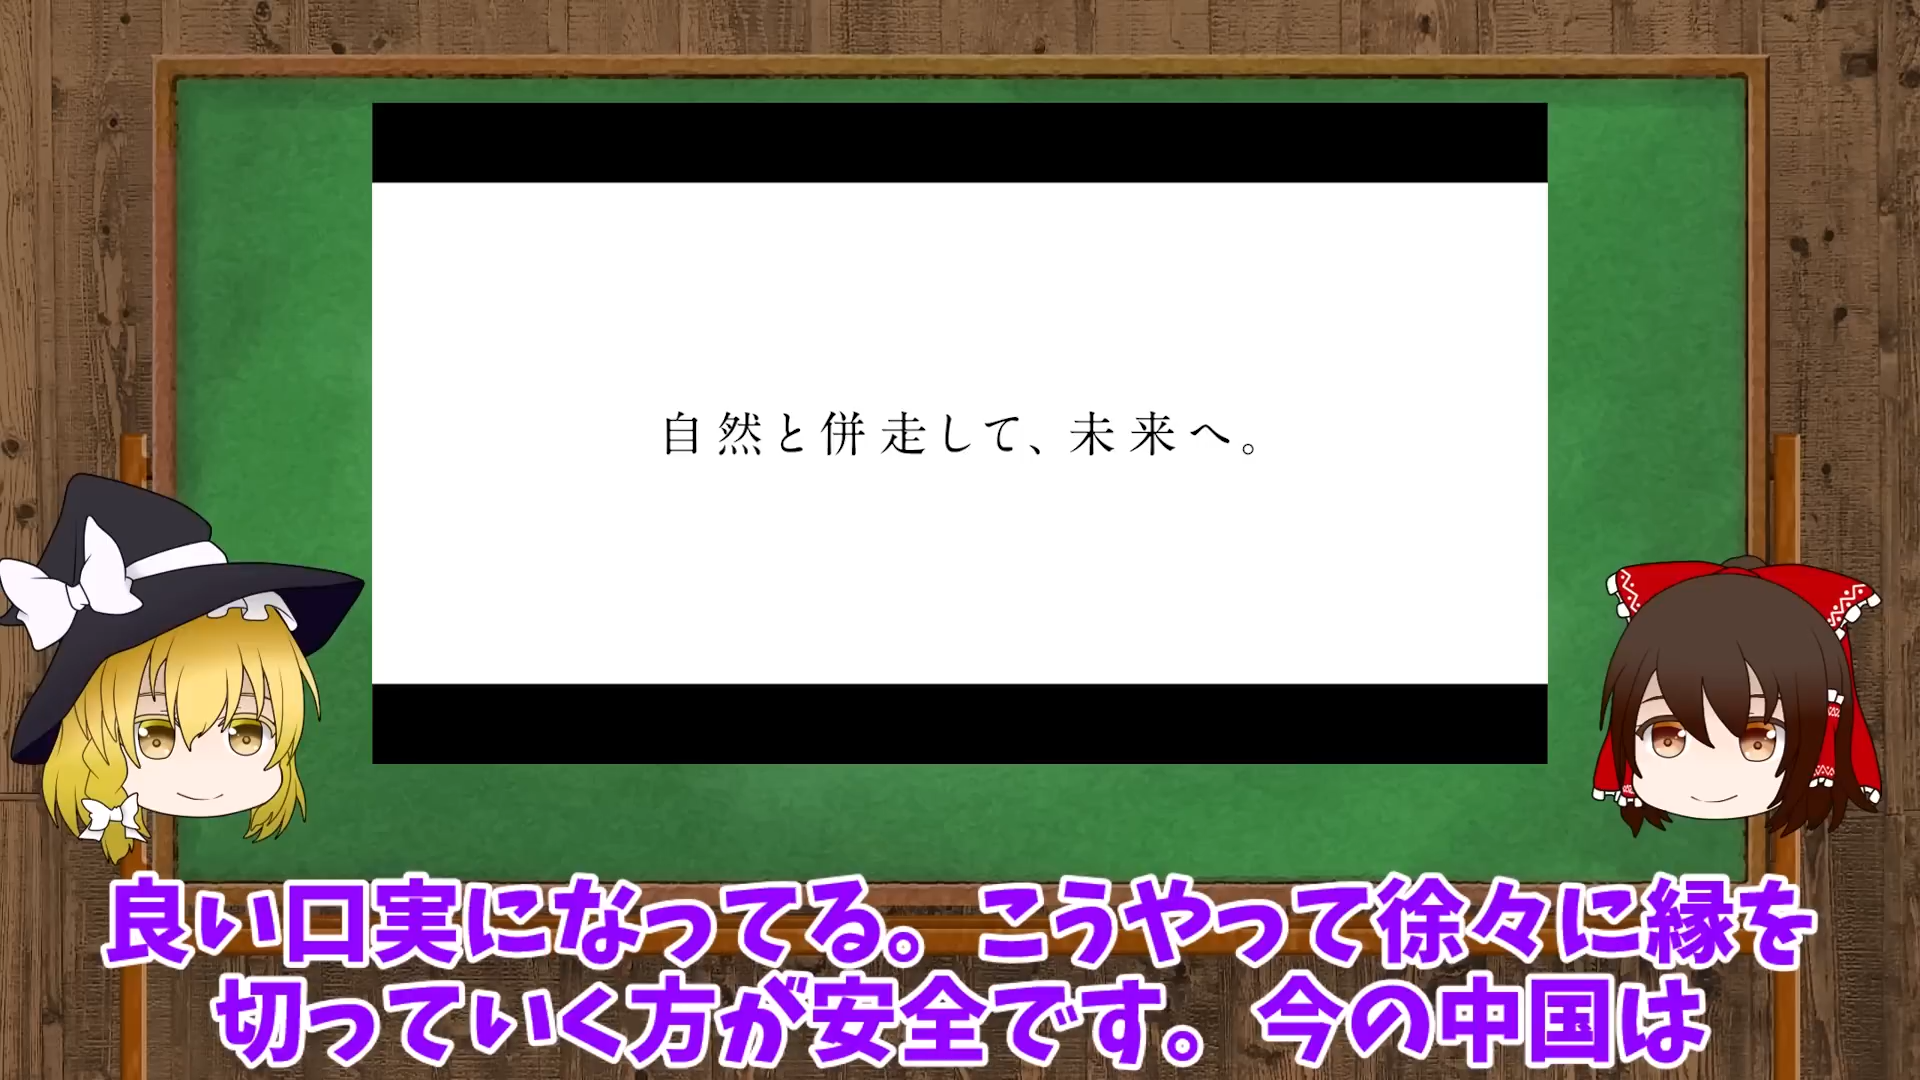 自然と併走して、未来へ。
良い口実になってる。こうやって徐々に縁を
切っていく方が安全です。今の中国は